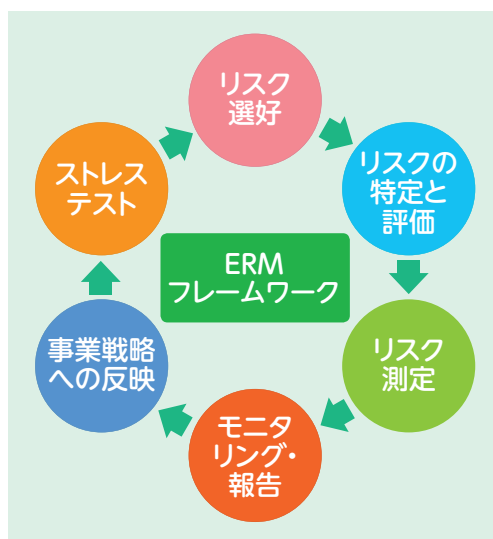 リスク
選好
リスクの
特定と
評価
リスク
測定
モニタ
リング・
報告
事業戦略
への反映
ストレス
テスト
ERM
フレームワーク